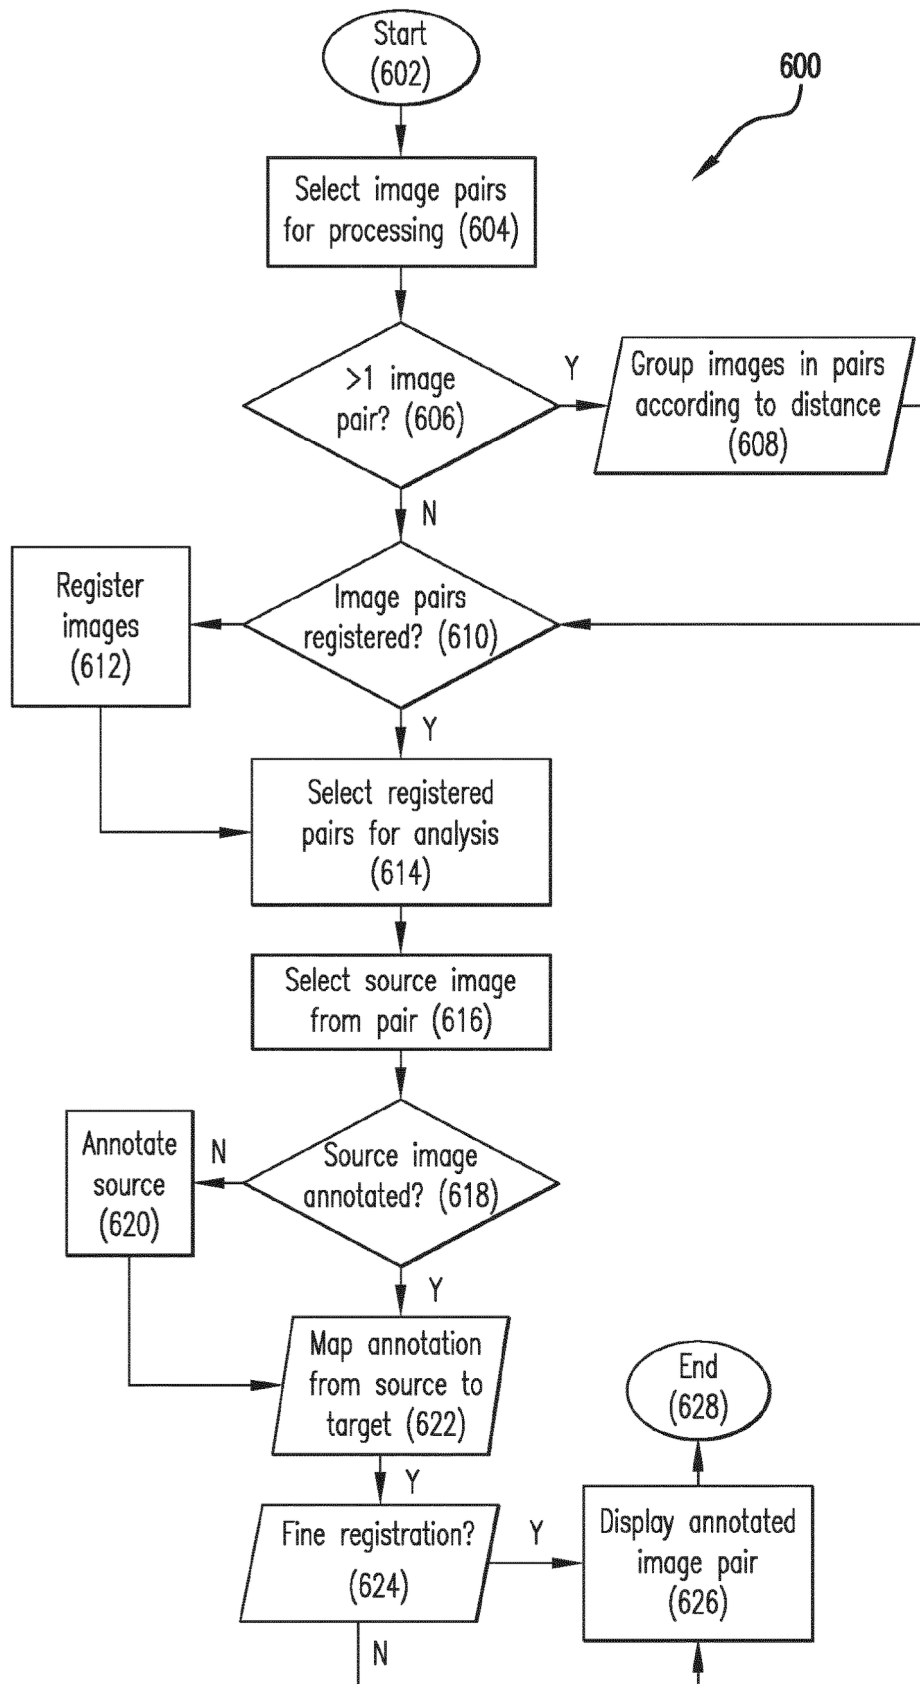 Start
(602)
600
Select image pairs
for processing (604)
>1 image
pair? (606)
Y
Group images in pairs
according to distance
(608)
N
Register
images
(612)
Image pairs
registered? (610)
Y
Select registered
pairs for analysis
(614)
Select source image
from pair (616)
Annotate
source
(620)
N
Source image
annotated? (618)
Y
Map annotation
from source to
target (622)
End
(628)
Y
Fine registration?
(624)
Y
Display annotated
image pair
(626)
N